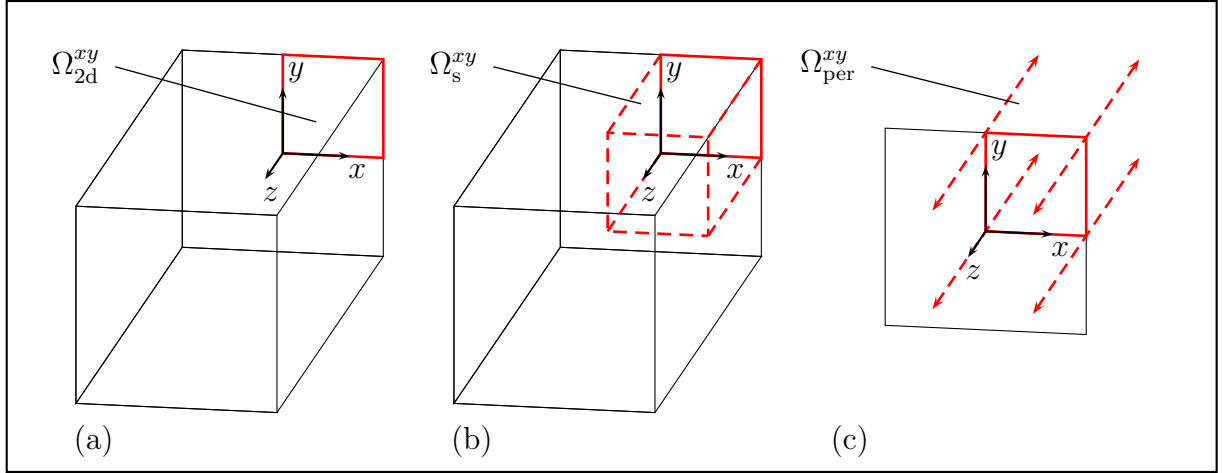 Ω^{xy}_{2d} y x z (a)
Ω^{xy}_{s} y x z (b)
Ω^{xy}_{per} y x z (c)